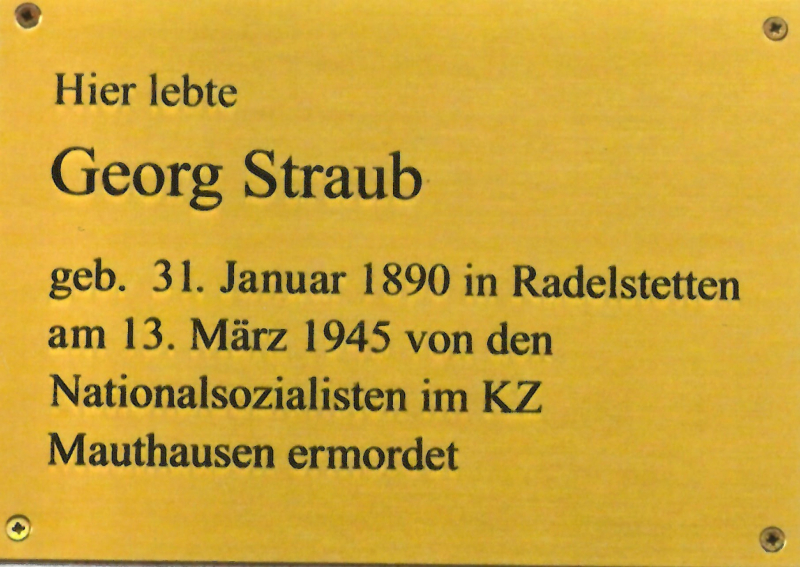 Hier lebte
Georg Straub
geb. 31. Januar 1890 in Radelstetten
am 13. März 1945 von den
Nationalsozialisten im KZ
Mauthausen ermordet